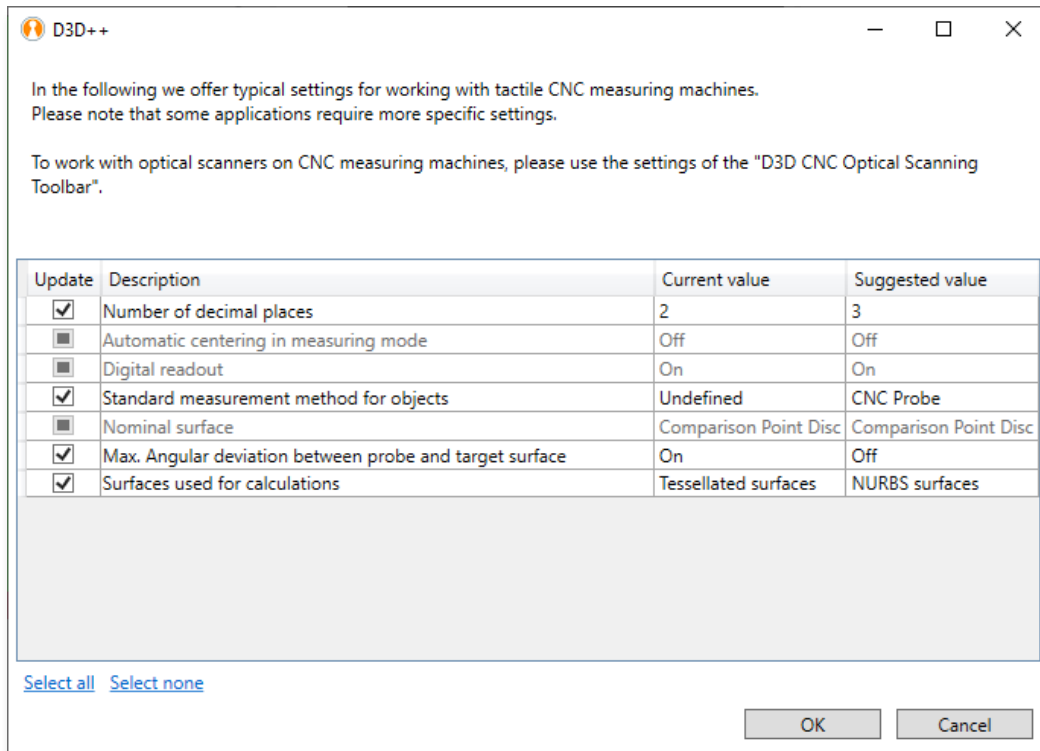 D3D++
In the following we offer typical settings for working with tactile CNC measuring machines.
Please note that some applications require more specific settings.
To work with optical scanners on CNC measuring machines, please use the settings of the "D3D CNC Optical Scanning
Toolbar".
Update Description Current value Suggested value
Number of decimal places 2 3
Automatic centering in measuring mode Off Off
Digital readout On On
Standard measurement method for objects Undefined CNC Probe
Nominal surface Comparison Point Disc Comparison Point Disc
Max. Angular deviation between probe and target surface On Off
Surfaces used for calculations Tessellated surfaces NURBS surfaces
Select all Select none
OK Cancel